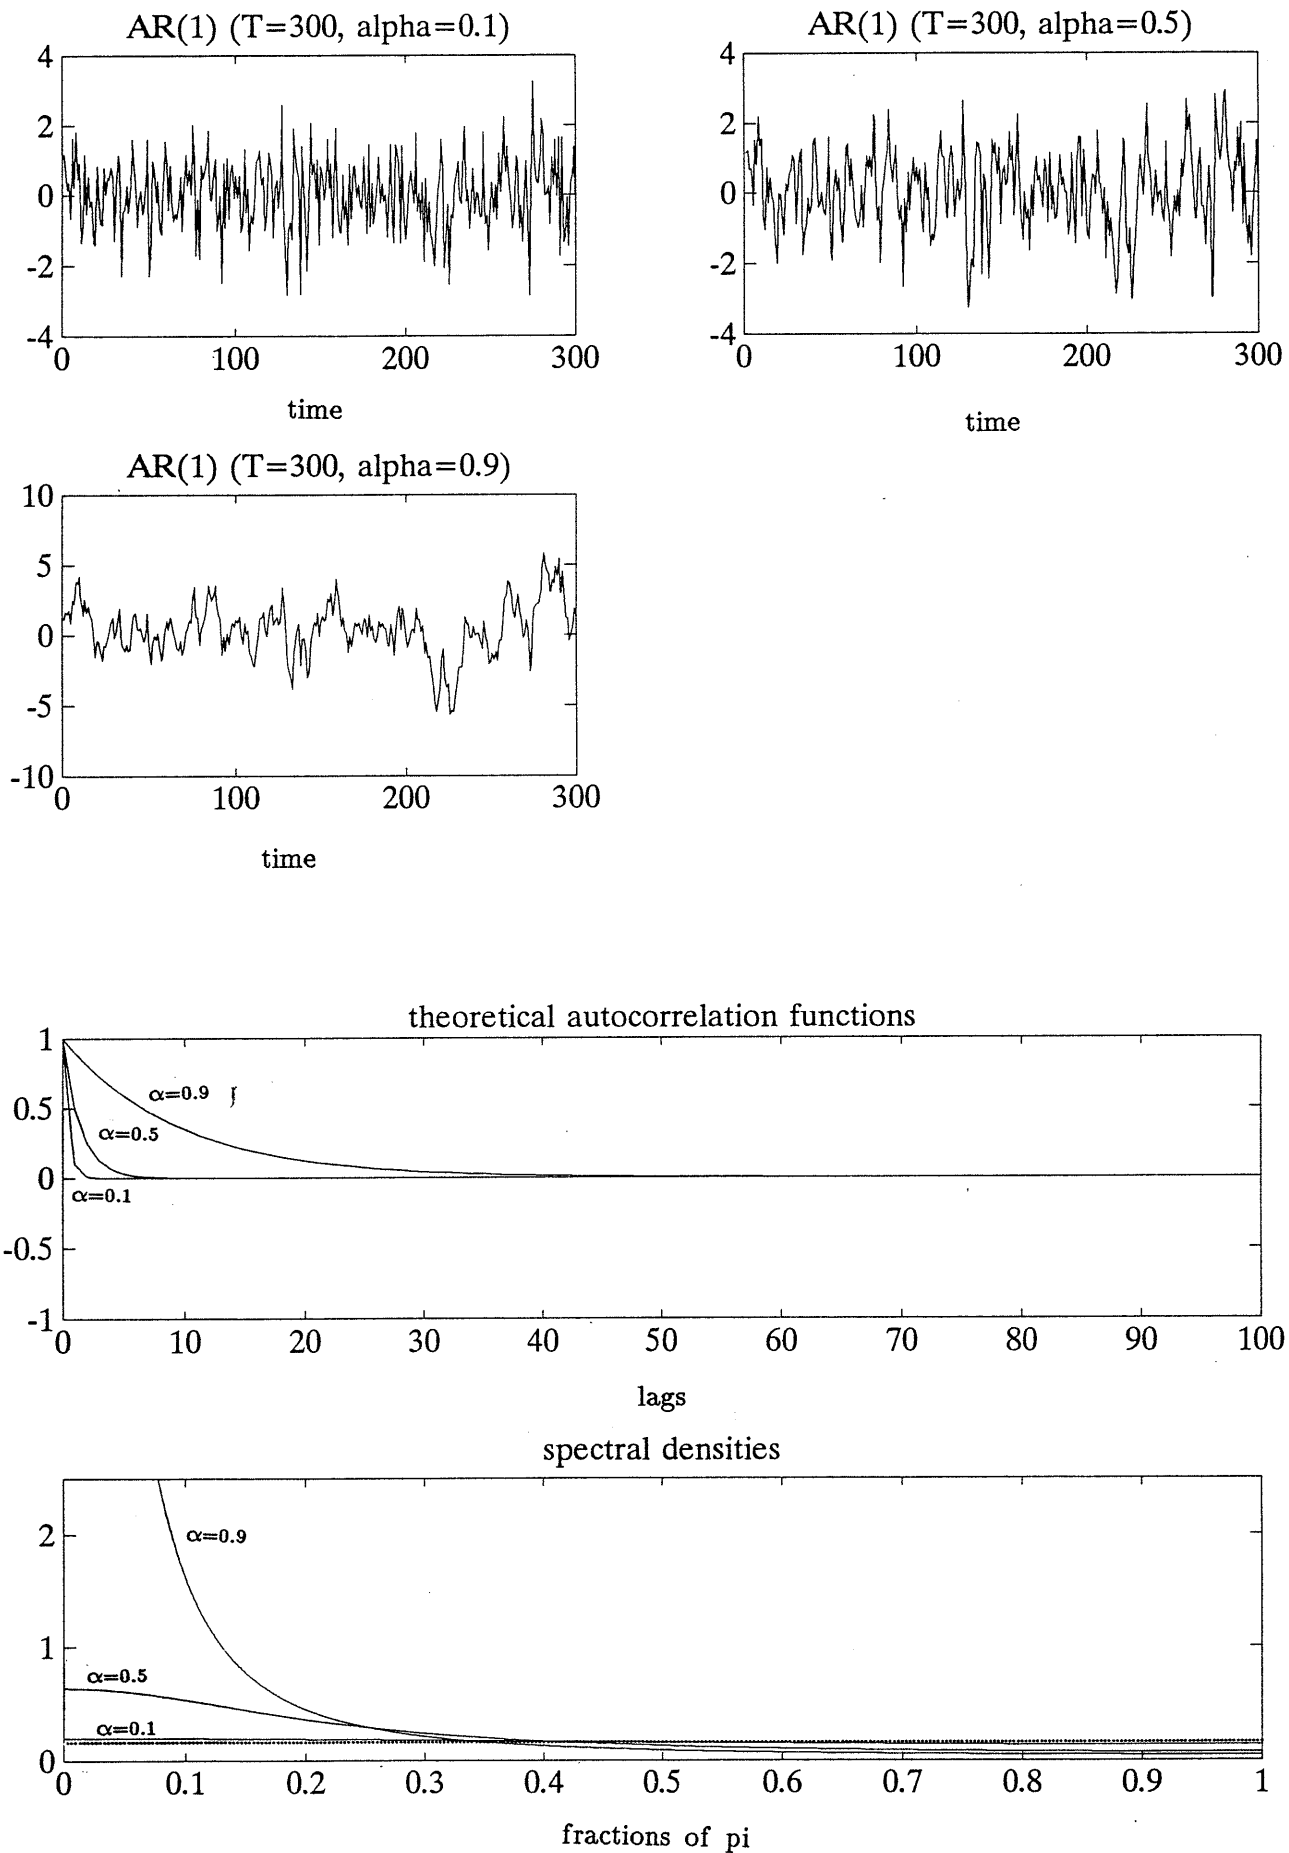 AR(1) (T=300, alpha=0.1)
4
2
0
-2
-4
0 100 200 300
time
AR(1) (T=300, alpha=0.5)
4
2
0
-2
-4
0 100 200 300
time
AR(1) (T=300, alpha=0.9)
10
5
0
-5
-10
0 100 200 300
time
theoretical autocorrelation functions
1
0.5
0
-0.5
-1
α=0.9
α=0.5
α=0.1
0 10 20 30 40 50 60 70 80 90 100
lags
spectral densities
2
1
0
α=0.9
α=0.5
α=0.1
0 0.1 0.2 0.3 0.4 0.5 0.6 0.7 0.8 0.9 1
fractions of pi